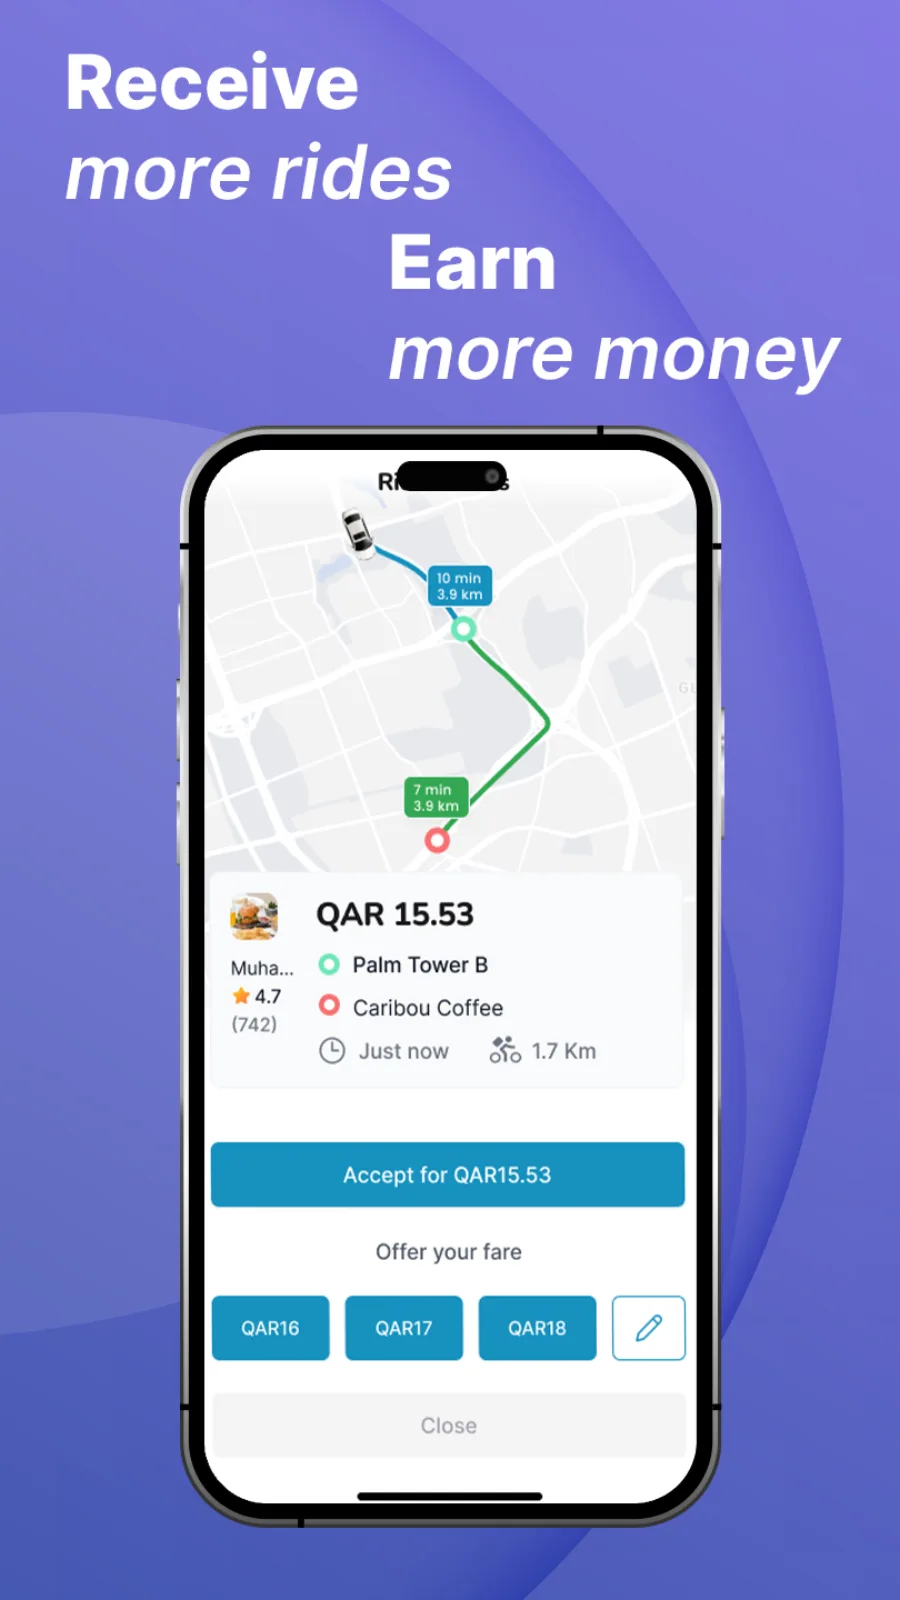 Receive
more rides
Earn
more money
10 min
3.9 km
7 min
3.9 km
QAR 15.53
Muha...
4.7
(742)
Palm Tower B
Caribou Coffee
Just now
1.7 Km
Accept for QAR15.53
Offer your fare
QAR16
QAR17
QAR18
Close